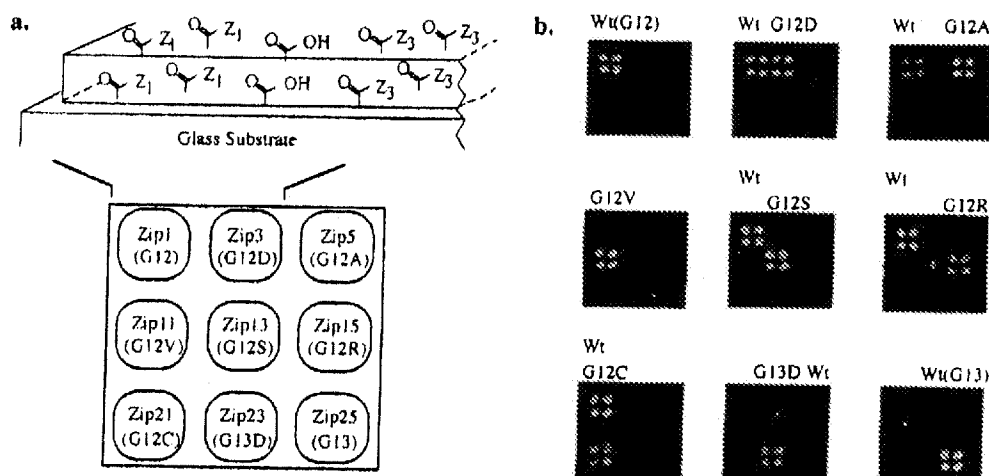 a.
Z1 Z1 OH Z3 Z3
O O O O O
Z1 Z1 OH Z3 Z3
O O O O O
Glass Substrate
Zip1 Zip3 Zip5
(G12) (G12D) (G12A)
Zip11 Zip13 Zip15
(G12V) (G12S) (G12R)
Zip21 Zip23 Zip25
(G12C) (G13D) (G13)
b.
Wt(G12) Wt G12D Wt G12A
Wt Wt
G12V G12S G12R
Wt
G12C G13D Wt Wt(G13)